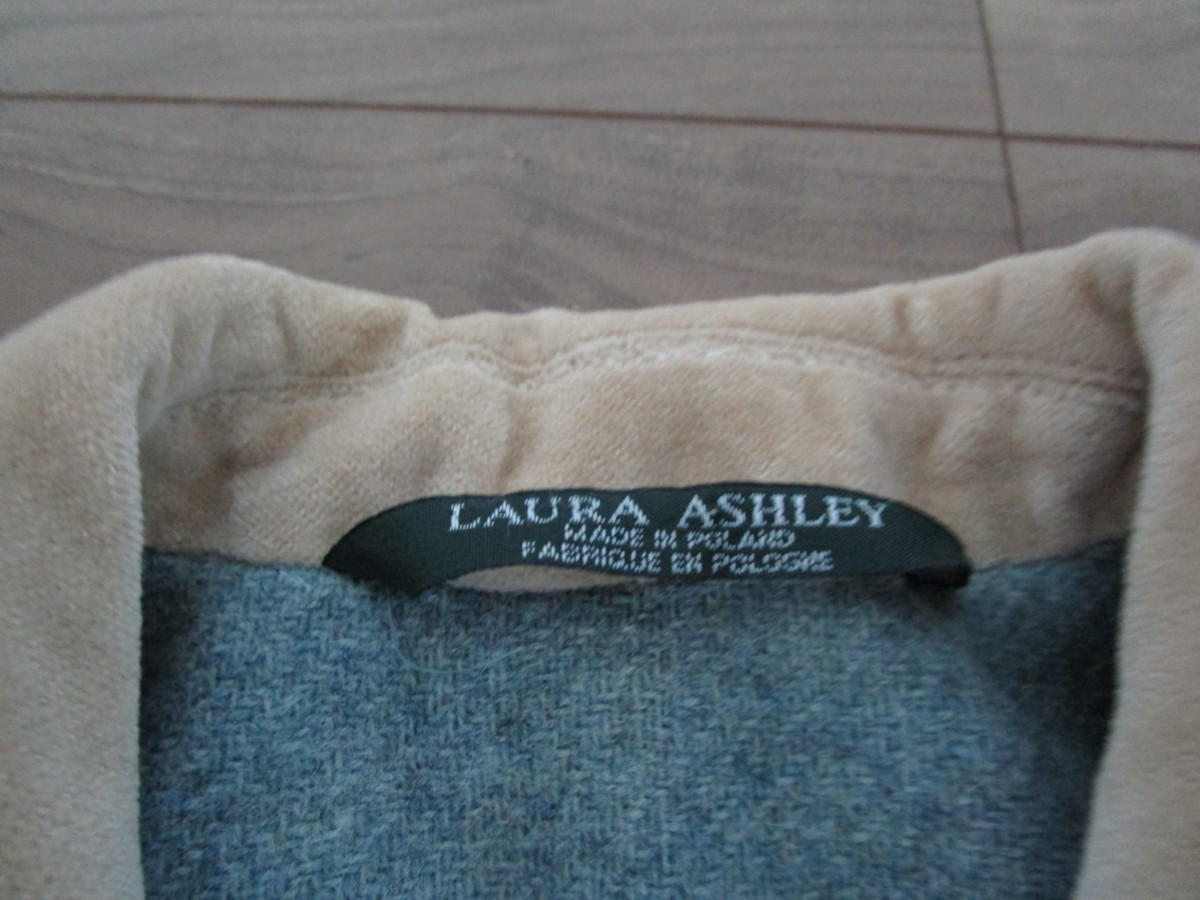 LAURA ASHLEY
MADE IN POLAND
FABRIQUE EN POLOGNE